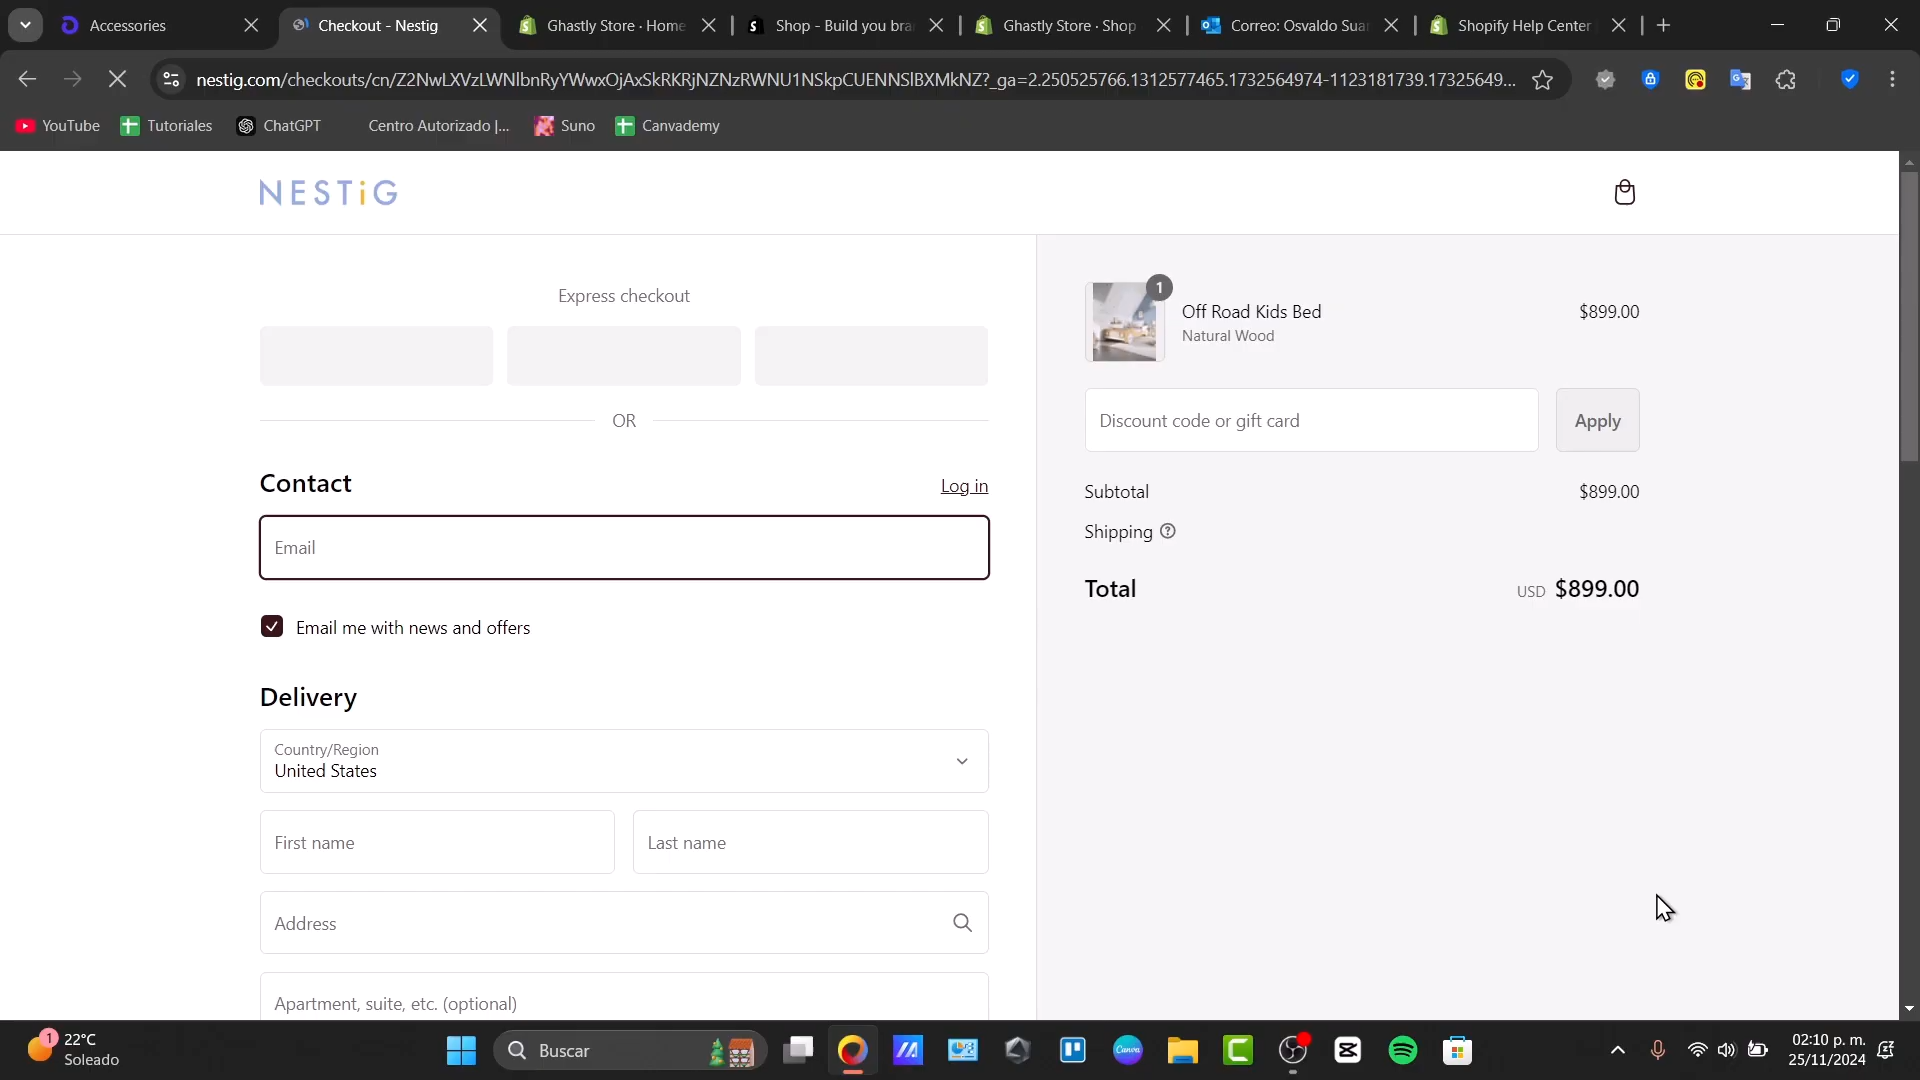 Accessories
Checkout - Nestig
Ghastly Store · Home
Shop - Build you bra
Ghastly Store · Shop
Correo: Osvaldo Sua
Shopify Help Center
nestig.com/checkouts/cn/Z2NwLXVzLWNlbnRyYWwxOjAxSkRKRjNZNzRWNU1NSkpCUENNSlBXMkNZ?_ga=2.250525766.1312577465.1732564974-1123181739.17325649...
YouTube
Tutoriales
ChatGPT
Centro Autorizado |...
Suno
Canvademy
NESTiG
Express checkout
OR
Contact
Log in
Email
Email me with news and offers
Delivery
Country/Region
United States
First name
Last name
Address
Apartment, suite, etc. (optional)
1
Off Road Kids Bed
$899.00
Natural Wood
Discount code or gift card
Apply
Subtotal
$899.00
Shipping
Total
USD $899.00
1
22°C
Soleado
Buscar
Canva
02:10 p. m.
25/11/2024